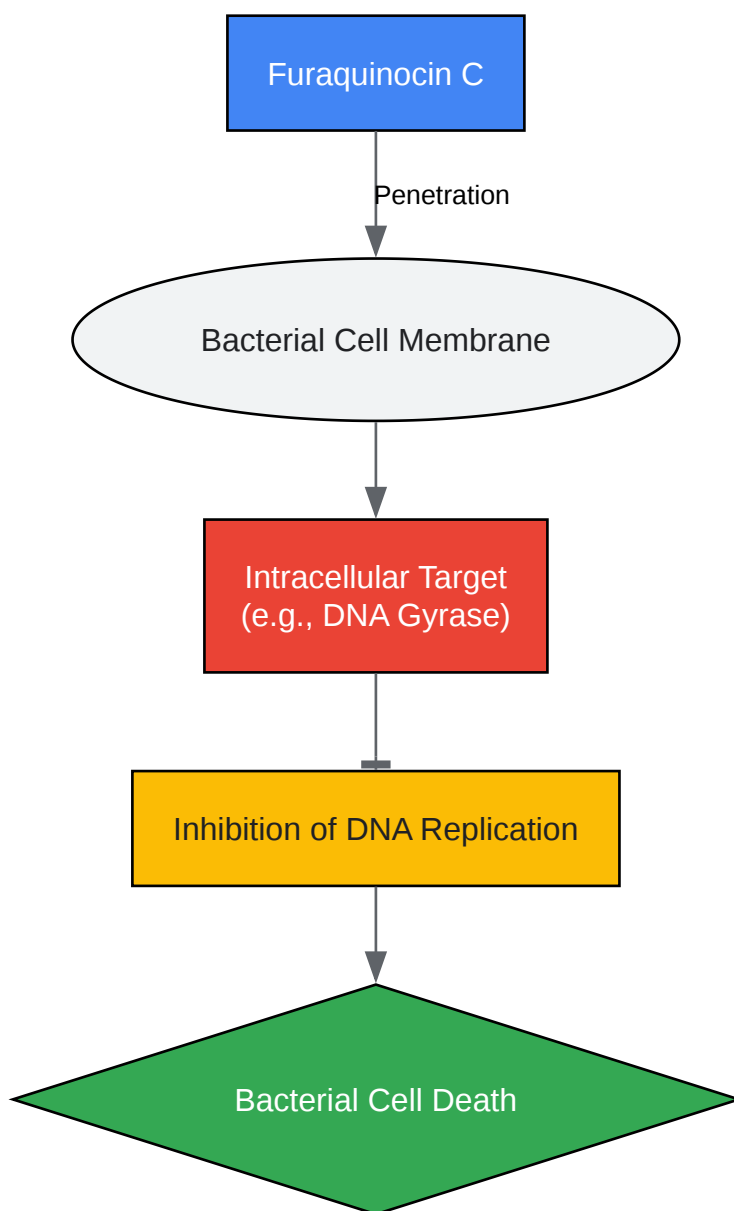 Furaquinocin C
Penetration
Bacterial Cell Membrane
Intracellular Target
(e.g., DNA Gyrase)
Inhibition of DNA Replication
Bacterial Cell Death